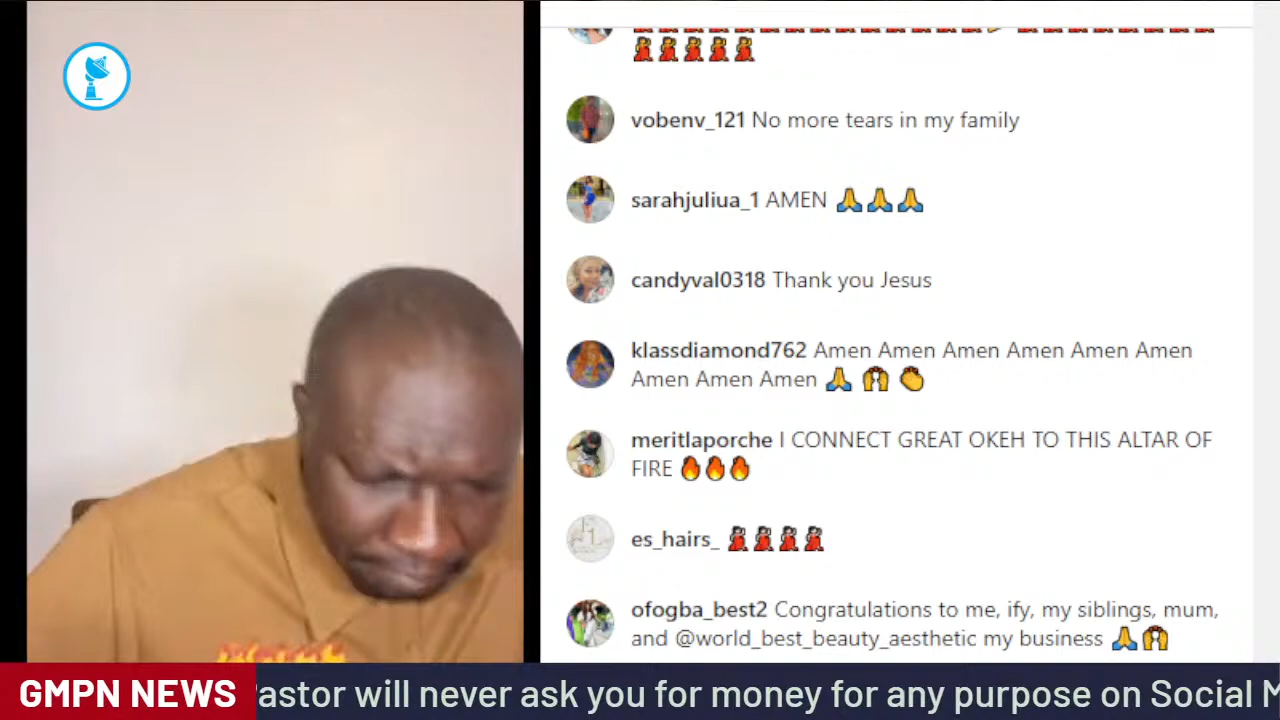 vobenv_121 No more tears in my family
sarahjuliua_1 AMEN 🙏🙏🙏
candyval0318 Thank you Jesus
klassdiamond762 Amen Amen Amen Amen Amen Amen
Amen Amen Amen 🙏 🙌 👏
meritlaporche I CONNECT GREAT OKEH TO THIS ALTAR OF
FIRE 🔥🔥🔥
es_hairs_ 💃💃💃💃
ofogba_best2 Congratulations to me, ify, my siblings, mum,
and @world_best_beauty_aesthetic my business 🙏🙌
GMPN NEWS astor will never ask you for money for any purpose on Social